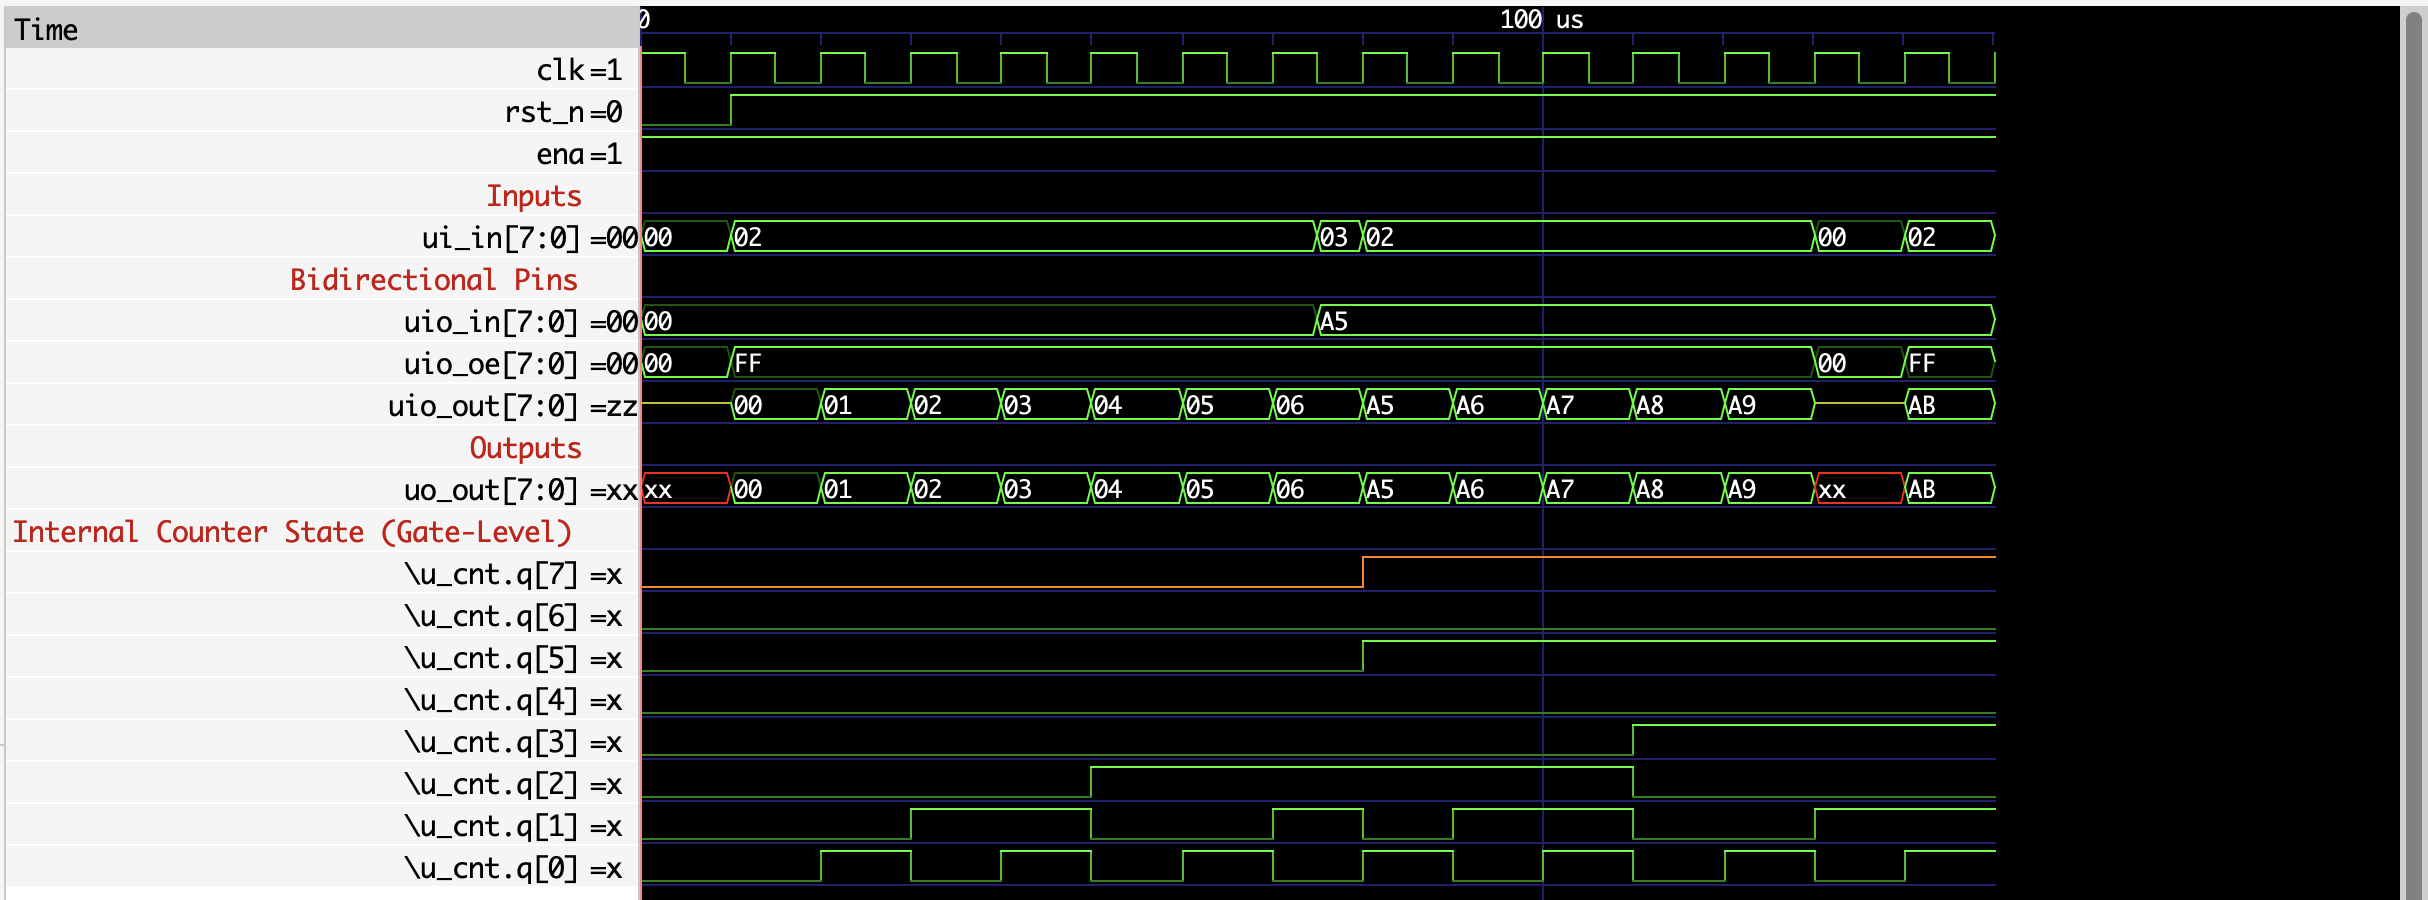 Time
0 100 us
clk=1
rst_n=0
ena=1
Inputs
ui_in[7:0] =00 00 02 03 02 00 02
Bidirectional Pins
uio_in[7:0] =00 00 A5
uio_oe[7:0] =00 00 FF 00 FF
uio_out[7:0] =zz 00 01 02 03 04 05 06 A5 A6 A7 A8 A9 AB
Outputs
uo_out[7:0] =xx xx 00 01 02 03 04 05 06 A5 A6 A7 A8 A9 xx AB
Internal Counter State (Gate-Level)
\u_cnt.q[7] =x
\u_cnt.q[6] =x
\u_cnt.q[5] =x
\u_cnt.q[4] =x
\u_cnt.q[3] =x
\u_cnt.q[2] =x
\u_cnt.q[1] =x
\u_cnt.q[0] =x